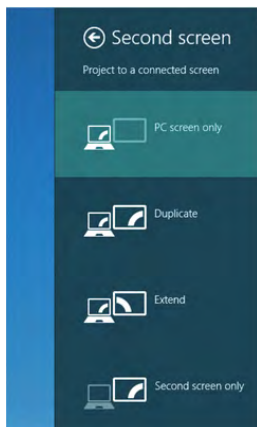 Second screen
Project to a connected screen
PC screen only
Duplicate
Extend
Second screen only